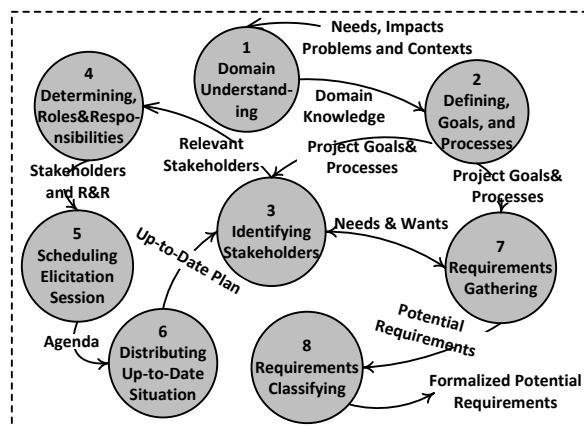 Needs, Impacts
Problems and Contexts
1
Domain
Understand-
ing
Domain
Knowledge
2
Defining,
Goals, and
Processes
4
Determining,
Roles&Respo-
nsibilities
Relevant
Stakeholders
Project Goals&
Processes
Project Goals&
Processes
Stakeholders
and R&R
3
Identifying
Stakeholders
Needs & Wants
5
Scheduling
Elicitation
Session
Up-to-Date Plan
7
Requirements
Gathering
Agenda
6
Distributing
Up-to-Date
Situation
Potential
Requirements
8
Requirements
Classifying
Formalized Potential
Requirements